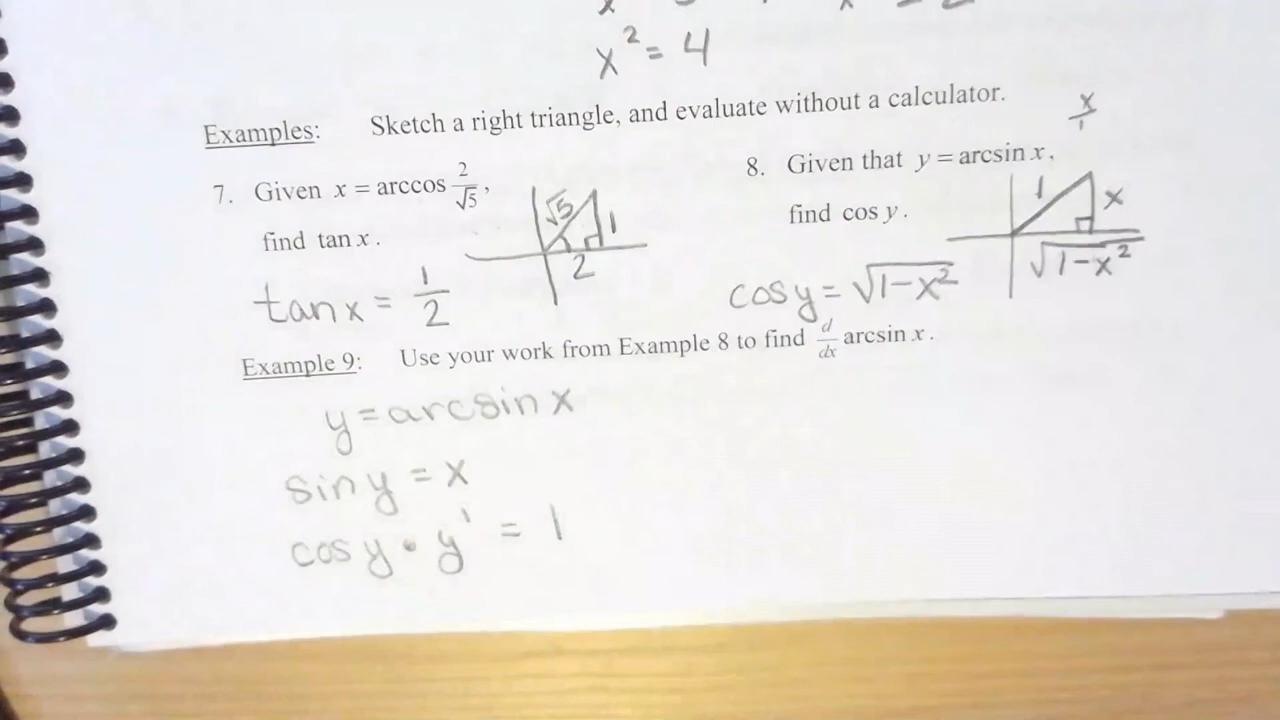 x² = 4
Examples: Sketch a right triangle, and evaluate without a calculator.
x/1
7. Given x = arccos 2/√5,
find tan x.
√5
1
2
tan x = 1/2
8. Given that y = arcsin x,
find cos y.
1
x
√1-x²
cos y = √1-x²
Example 9: Use your work from Example 8 to find d/dx arcsin x.
y = arcsin x
sin y = x
cos y • y' = 1